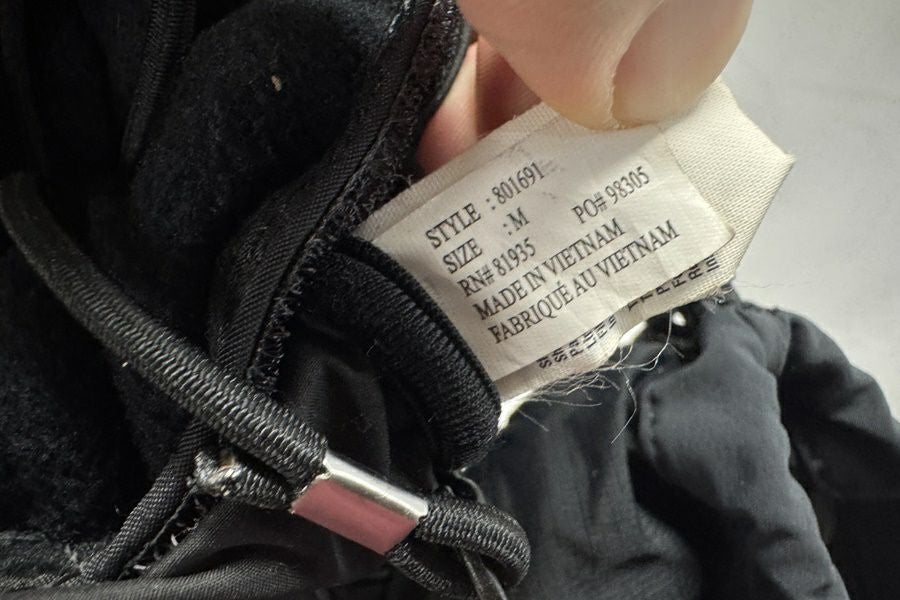 STYLE : 801691
SIZE : M PO# 98305
RN# 81935
MADE IN VIETNAM
FABRIQUÉ AU VIETNAM